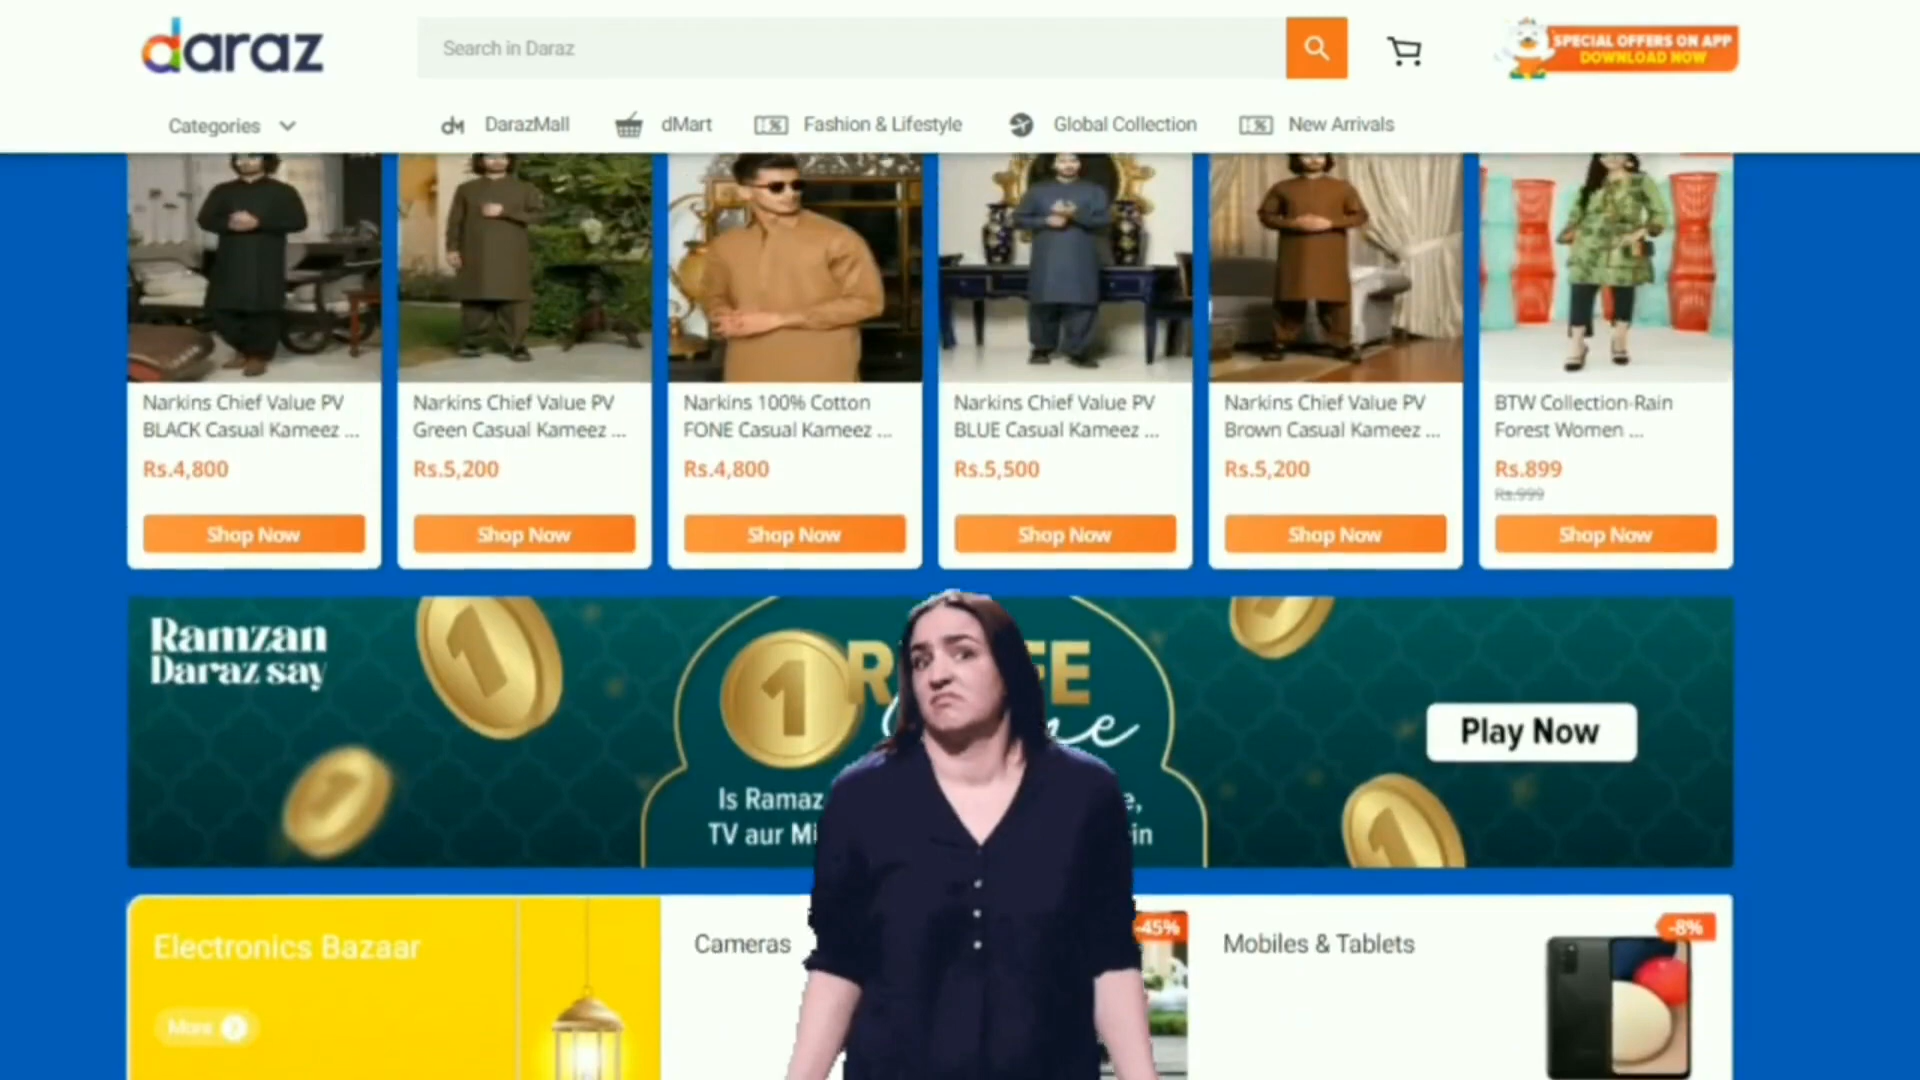 daraz
Search in Daraz
SPECIAL OFFERS ON APP
DOWNLOAD NOW
Categories
dM DarazMall
dMart
Fashion & Lifestyle
Global Collection
New Arrivals
Narkins Chief Value PV
BLACK Casual Kameez ...
Rs.4,800
Shop Now
Narkins Chief Value PV
Green Casual Kameez ...
Rs.5,200
Shop Now
Narkins 100% Cotton
FONE Casual Kameez ...
Rs.4,800
Shop Now
Narkins Chief Value PV
BLUE Casual Kameez ...
Rs.5,500
Shop Now
Narkins Chief Value PV
Brown Casual Kameez ...
Rs.5,200
Shop Now
BTW Collection-Rain
Forest Women ...
Rs.899
Rs.999
Shop Now
Ramzan
Daraz say
1
1
1
Is
TV aur
Play Now
Electronics Bazaar
More
Cameras
-45%
Mobiles & Tablets
-8%